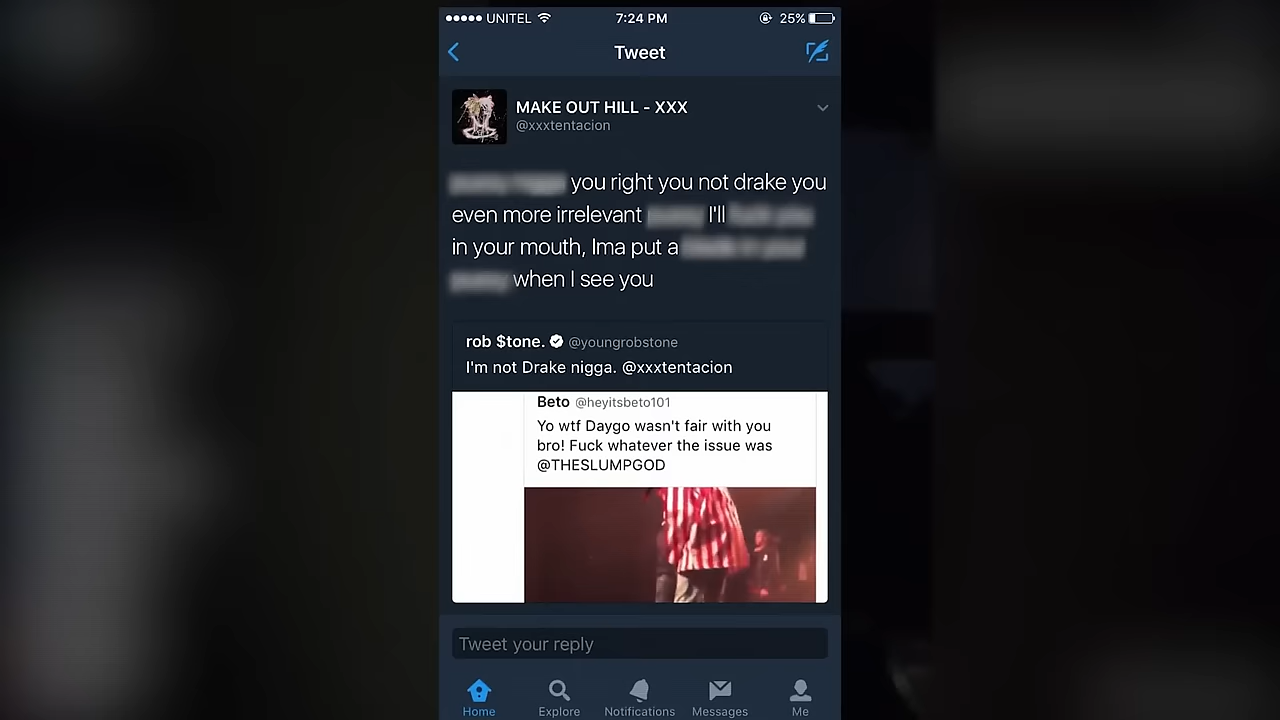 UNITEL
7:24 PM
25%
Tweet
MAKE OUT HILL - XXX
@xxxtentacion
you right you not drake you
even more irrelevant I'll
in your mouth, Ima put a
when I see you
rob $tone. @youngrobstone
I'm not Drake nigga. @xxxtentacion
Beto @heyitsbeto101
Yo wtf Daygo wasn't fair with you
bro! Fuck whatever the issue was
@THESLUMPGOD
Tweet your reply
Home
Explore
Notifications
Messages
Me